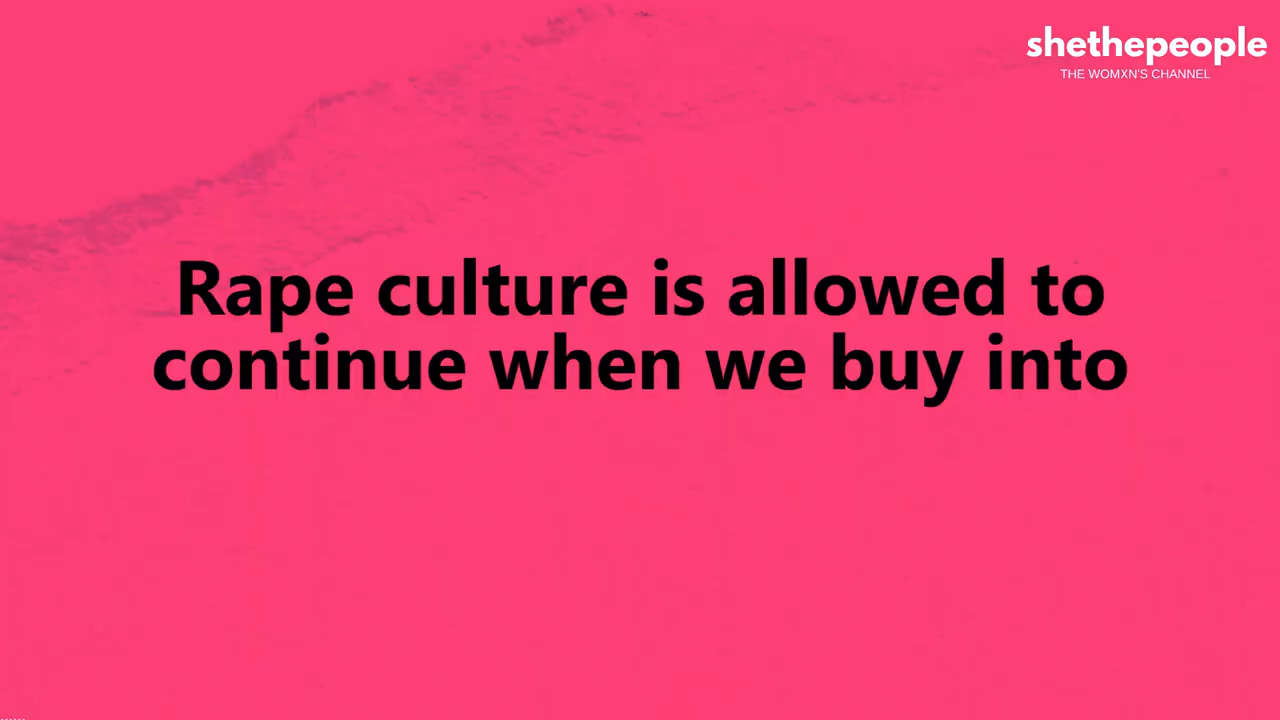 shethepeople
THE WOMXN'S CHANNEL
Rape culture is allowed to
continue when we buy into